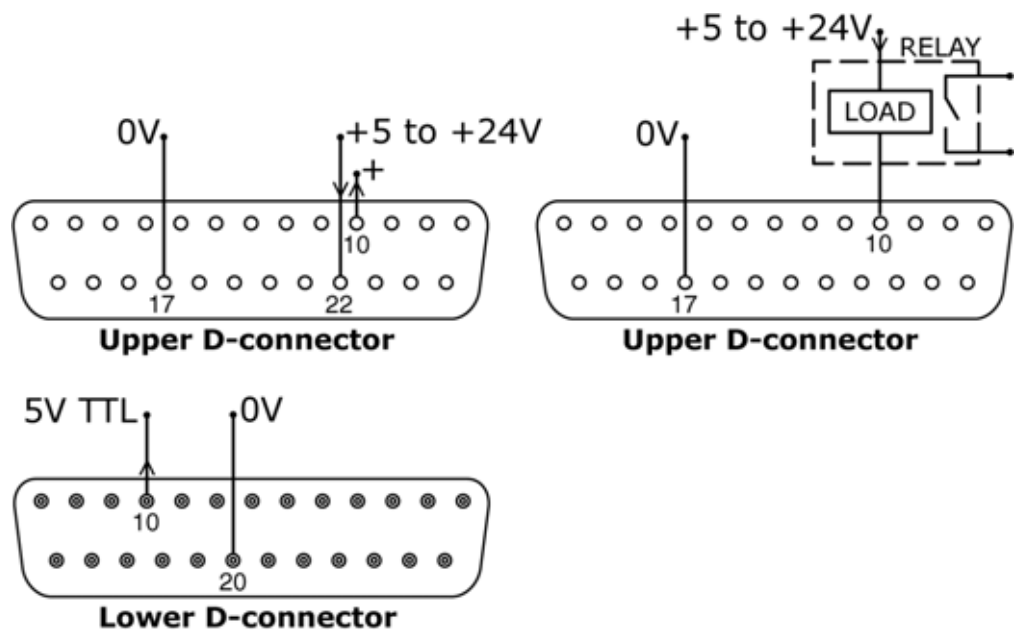 0V
+5 to +24V
+
10
17
22
Upper D-connector
+5 to +24V
RELAY
LOAD
0V
10
17
Upper D-connector
5V TTL
0V
10
20
Lower D-connector